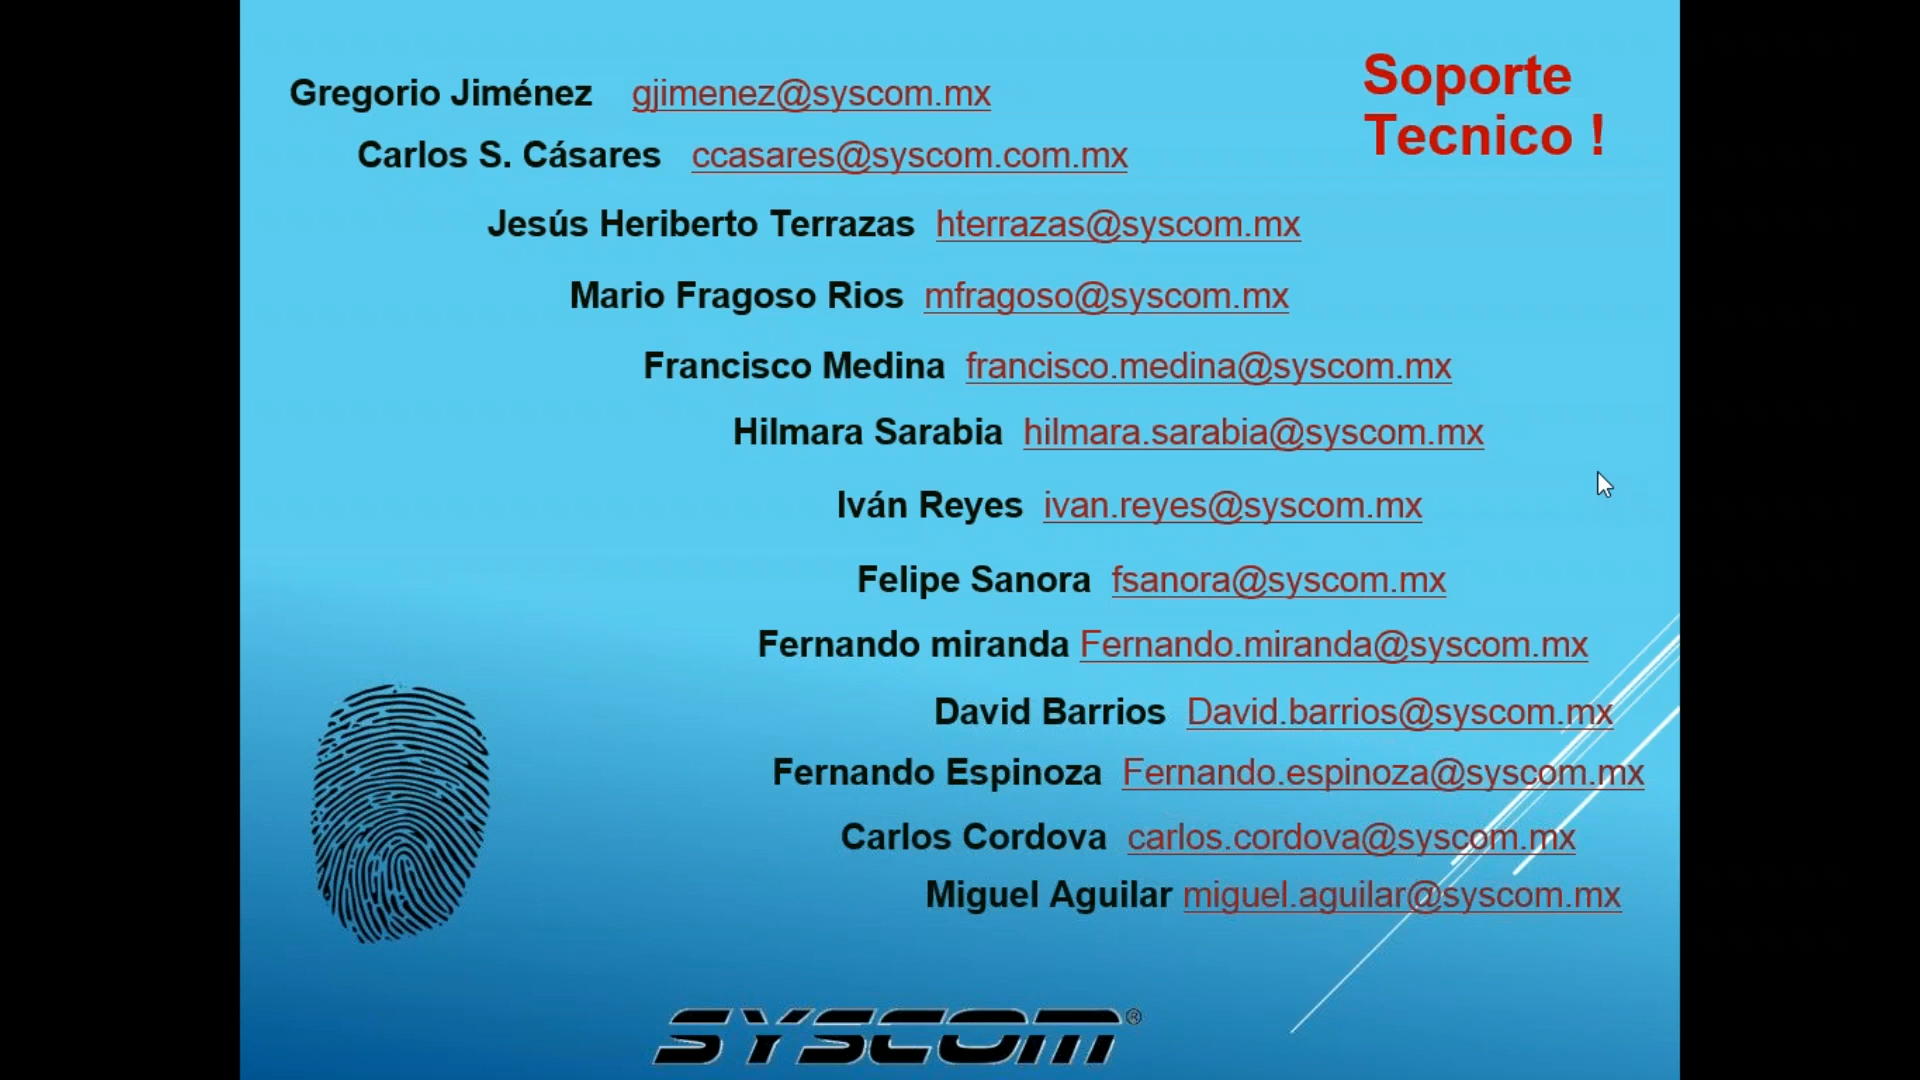 Soporte
Tecnico !
Gregorio Jiménez gjimenez@syscom.mx
Carlos S. Cásares ccasares@syscom.com.mx
Jesús Heriberto Terrazas hterrazas@syscom.mx
Mario Fragoso Rios mfragoso@syscom.mx
Francisco Medina francisco.medina@syscom.mx
Hilmara Sarabia hilmara.sarabia@syscom.mx
Iván Reyes ivan.reyes@syscom.mx
Felipe Sanora fsanora@syscom.mx
Fernando miranda Fernando.miranda@syscom.mx
David Barrios David.barrios@syscom.mx
Fernando Espinoza Fernando.espinoza@syscom.mx
Carlos Cordova carlos.cordova@syscom.mx
Miguel Aguilar miguel.aguilar@syscom.mx
SYSCOM®